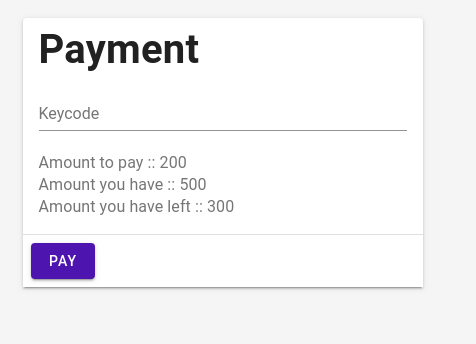 Payment
Keycode
Amount to pay :: 200
Amount you have :: 500
Amount you have left :: 300
PAY